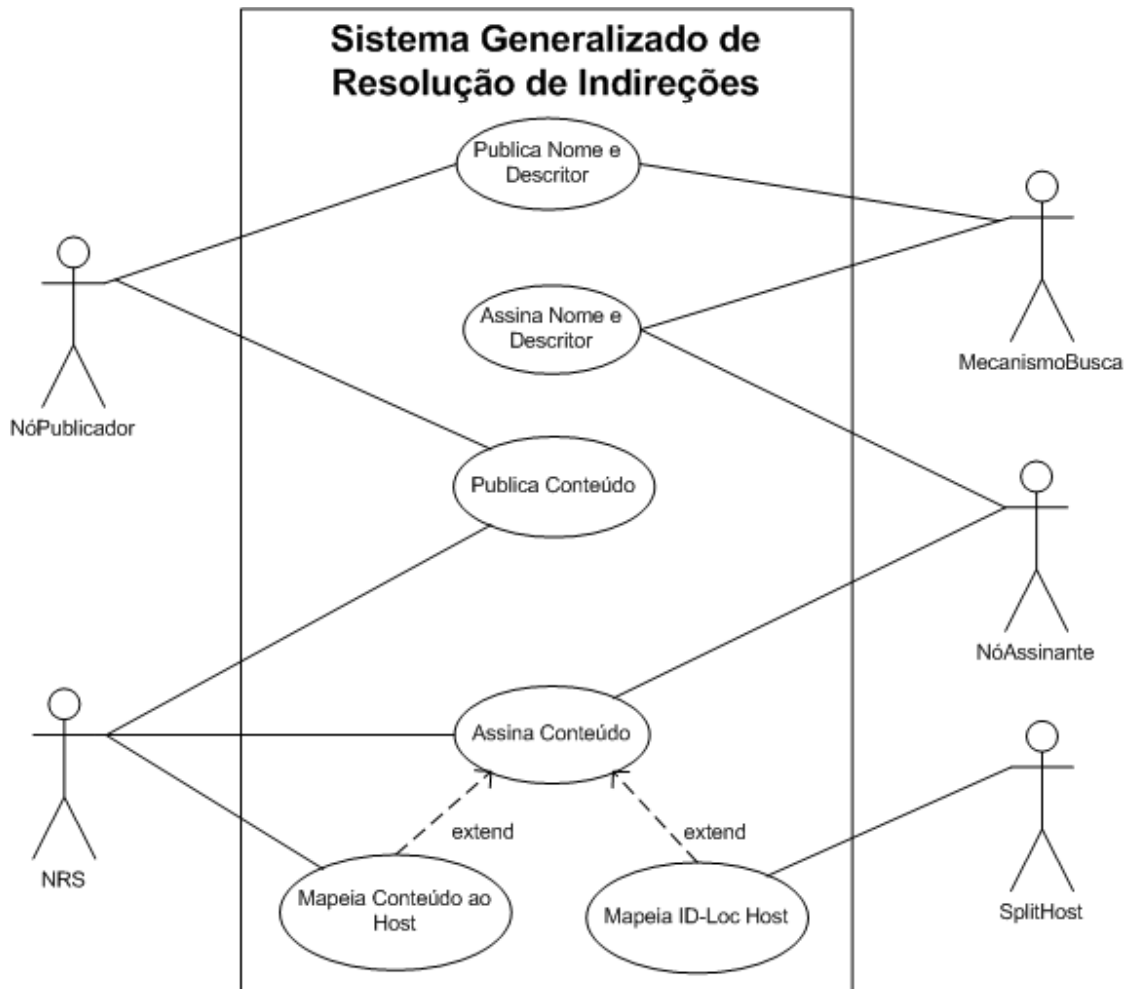 Sistema Generalizado de
Resolução de Indireções
Publica Nome e
Descritor
Assina Nome e
Descritor
MecanismoBusca
NóPublicador
Publica Conteúdo
NóAssinante
Assina Conteúdo
extend
extend
NRS
Mapeia Conteúdo ao
Host
Mapeia ID-Loc Host
SplitHost